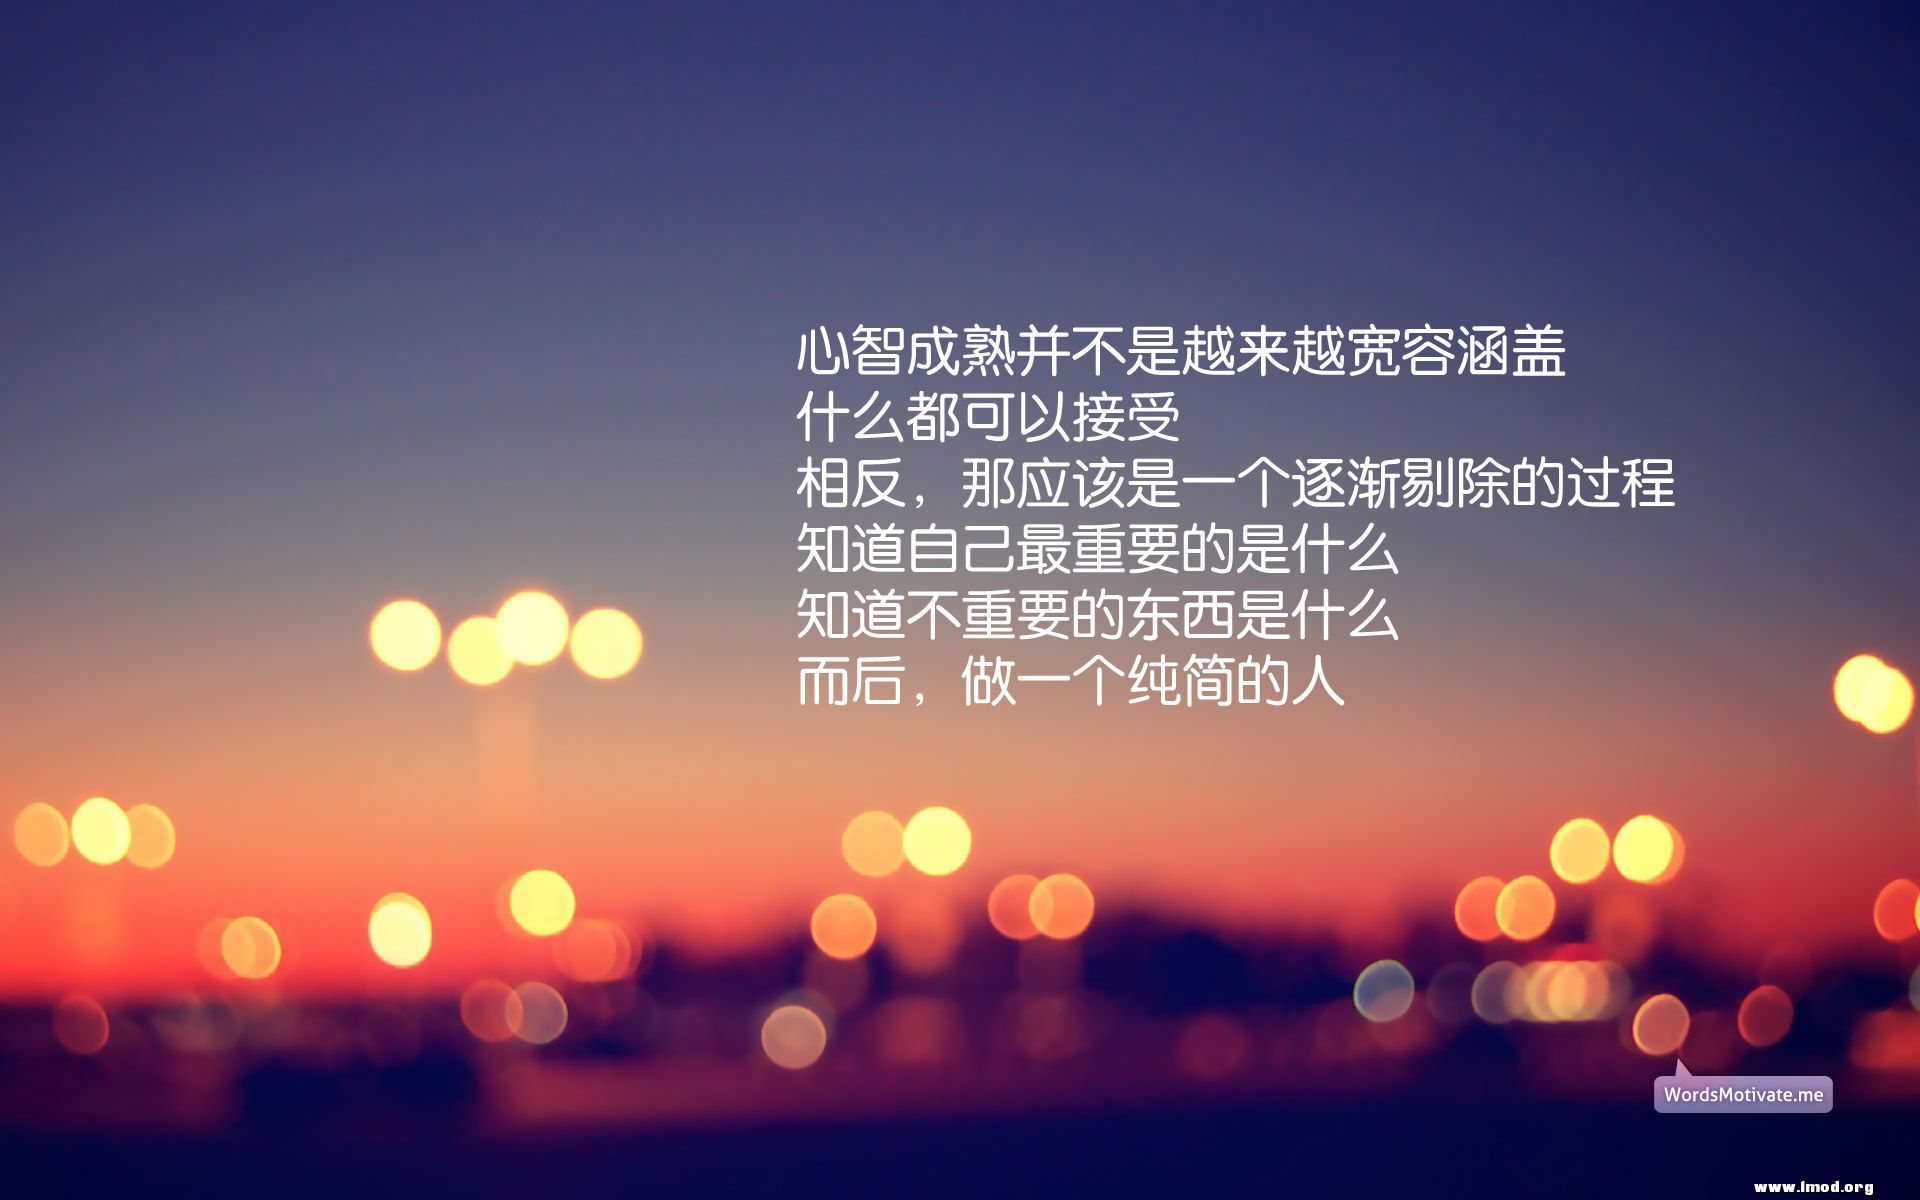 心智成熟并不是越来越宽容涵盖
什么都可以接受
相反，那应该是一个逐渐剔除的过程
知道自己最重要的是什么
知道不重要的东西是什么
而后，做一个纯简的人
WordsMotivate.me
www.lmod.org